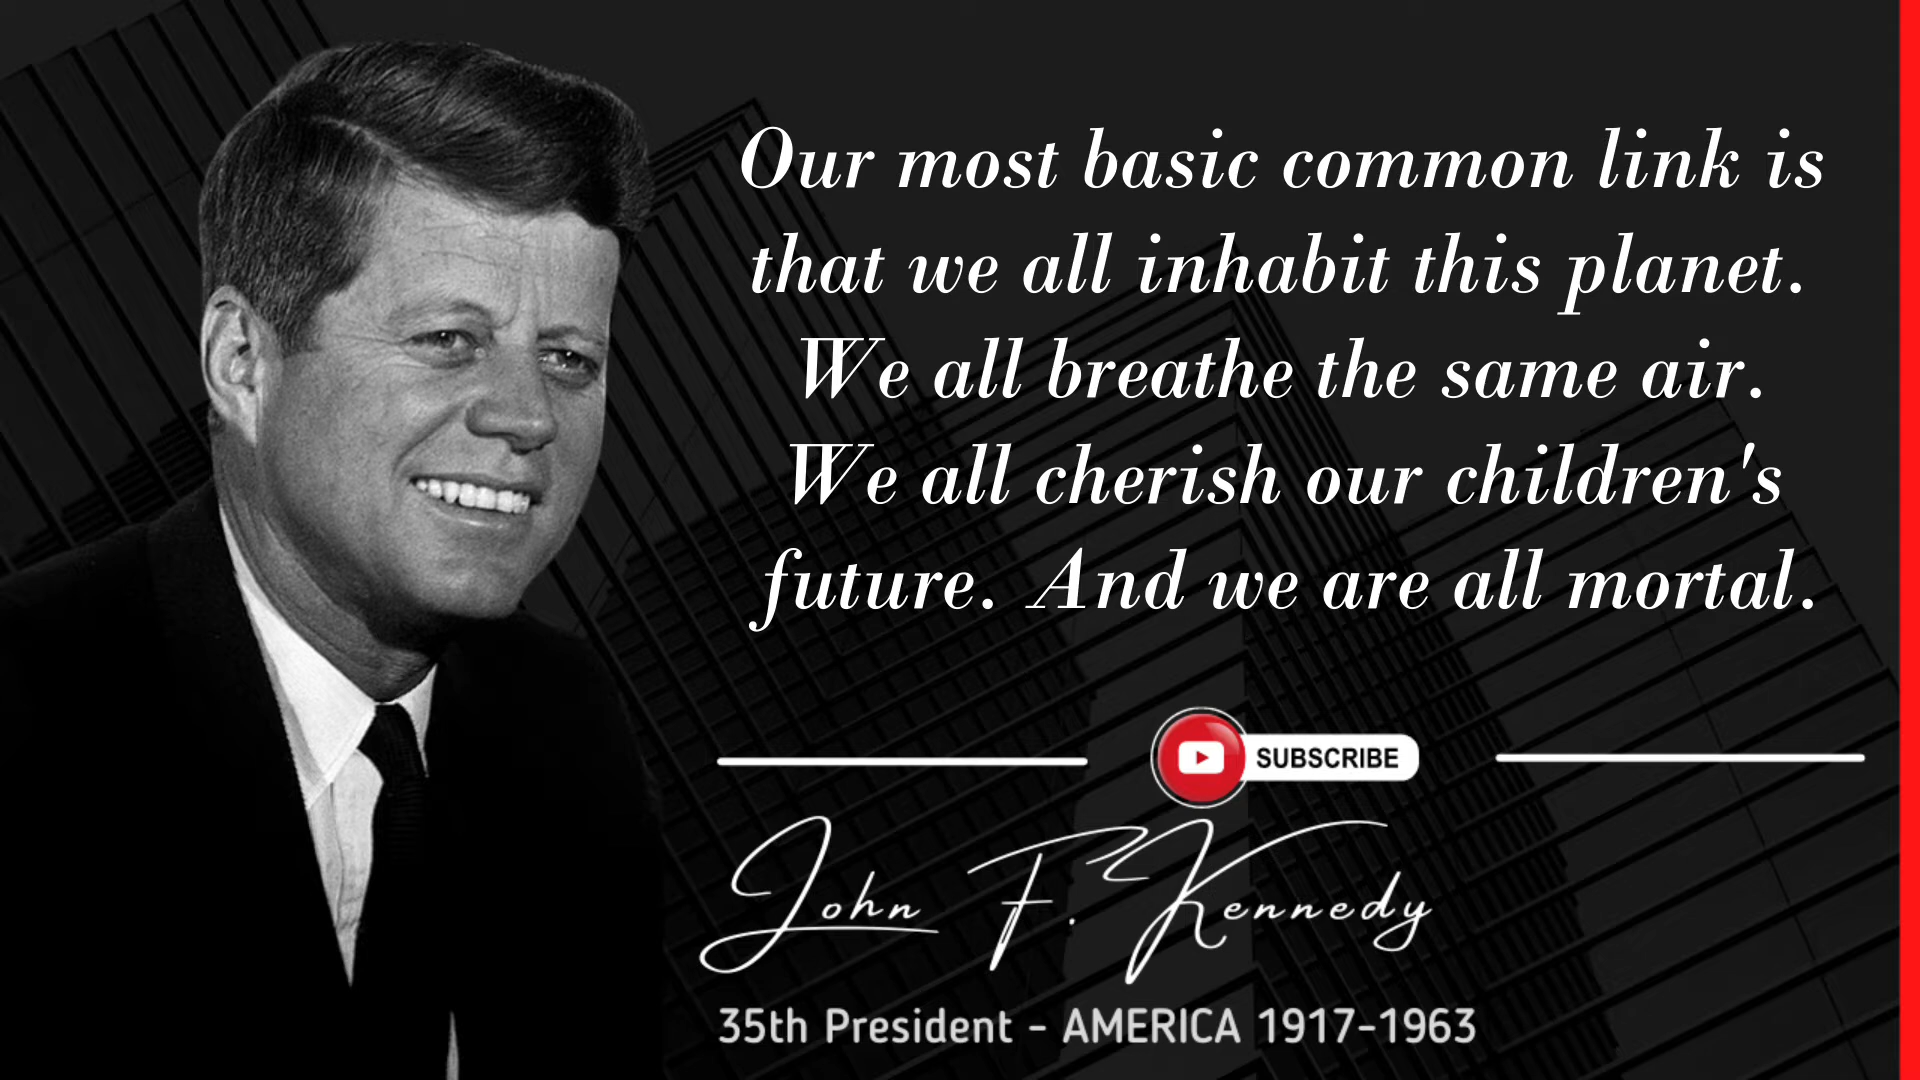 Our most basic common link is
that we all inhabit this planet.
We all breathe the same air.
We all cherish our children's
future. And we are all mortal.
SUBSCRIBE
John F. Kennedy
35th President - AMERICA 1917-1963